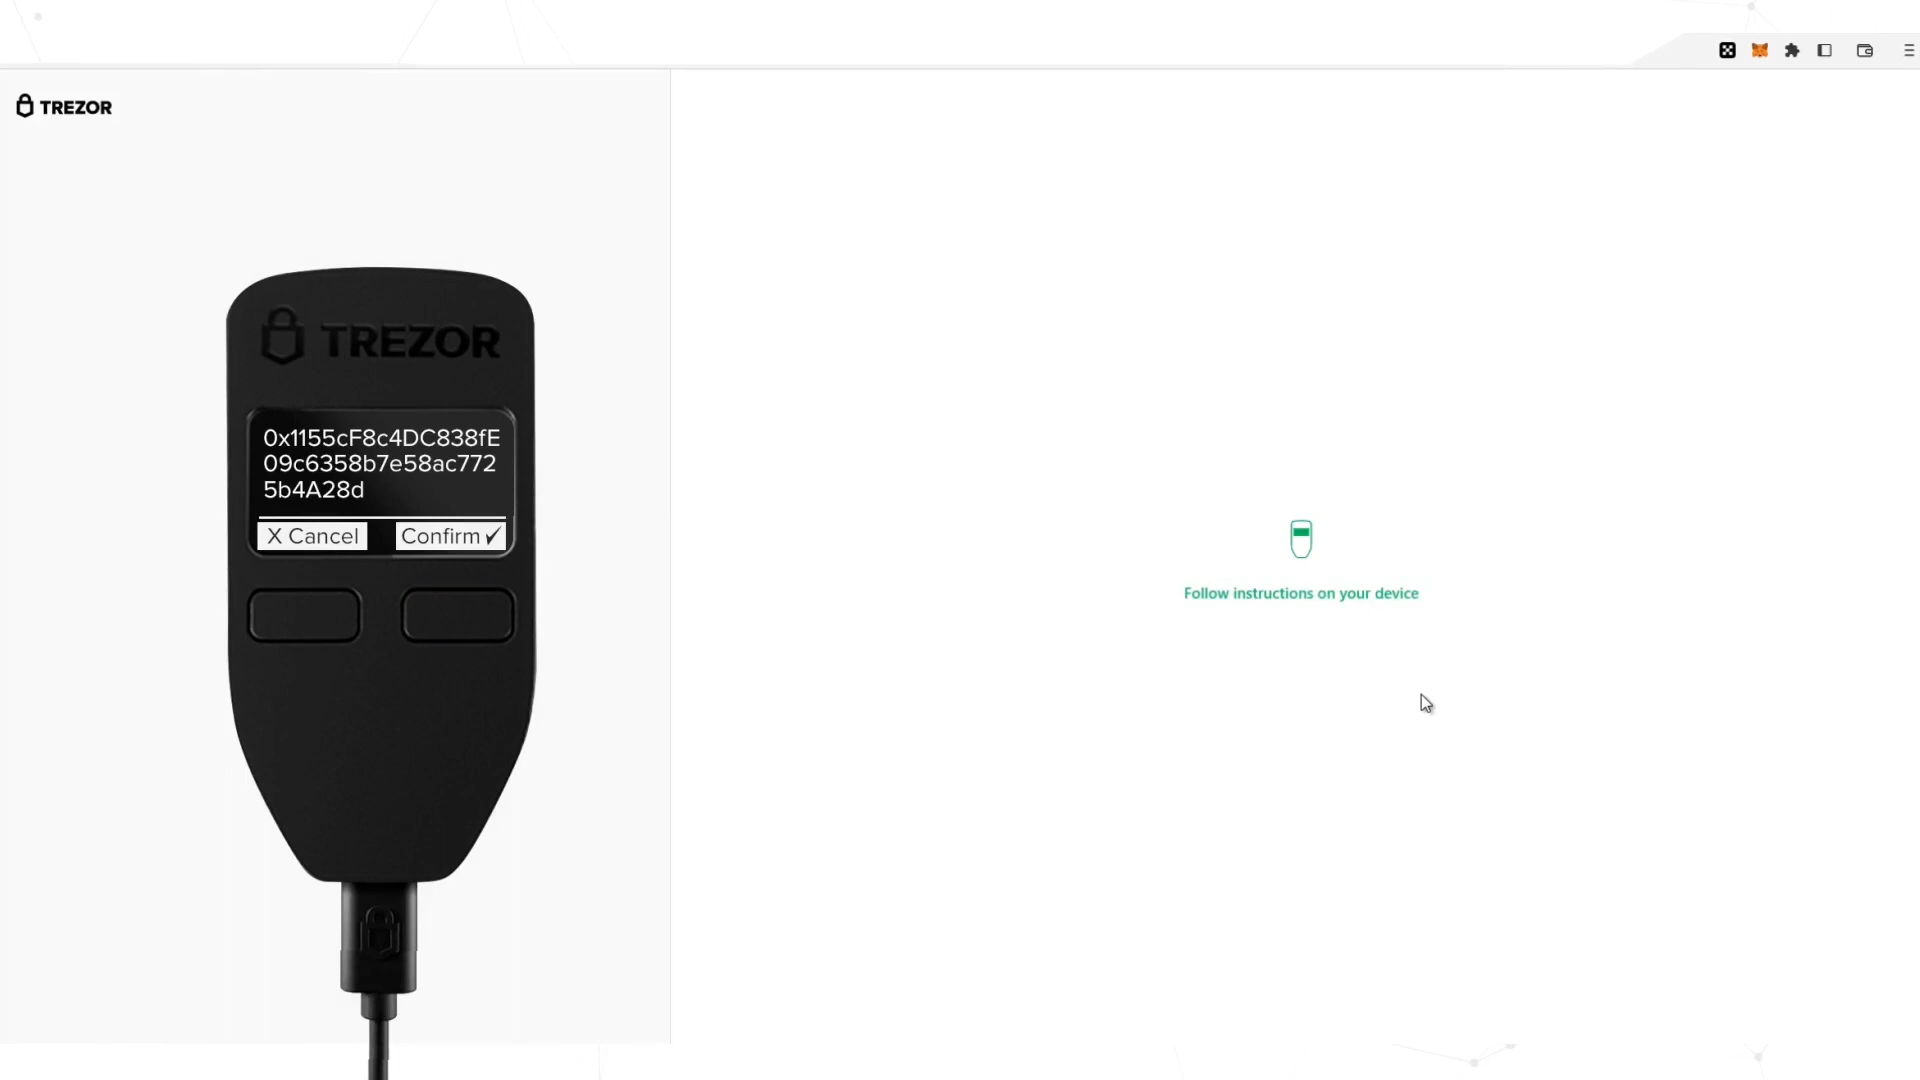 TREZOR
TREZOR
0x1155cF8c4DC838fE
09c6358b7e58ac772
5b4A28d
X Cancel
Confirm ✓
Follow instructions on your device